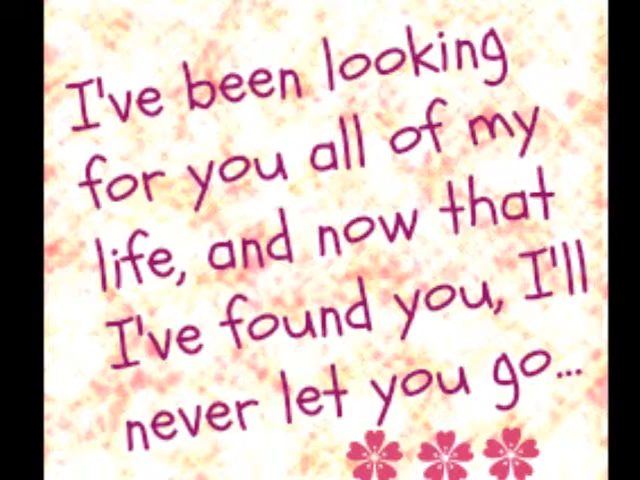 I've been looking
for you all of my
life, and now that
I've found you, I'll
never let you go...